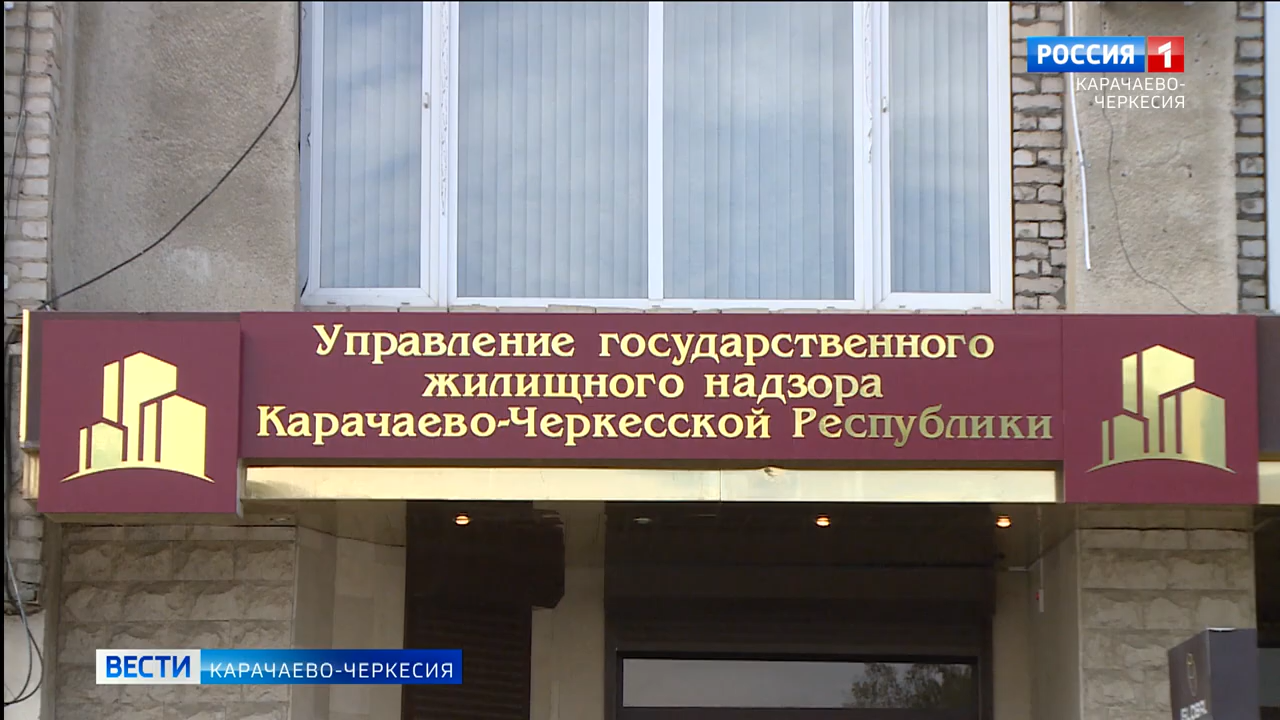 РОССИЯ 1
КАРАЧАЕВО-
ЧЕРКЕСИЯ
Управление государственного
жилищного надзора
Карачаево-Черкесской Республики
ВЕСТИ КАРАЧАЕВО-ЧЕРКЕСИЯ